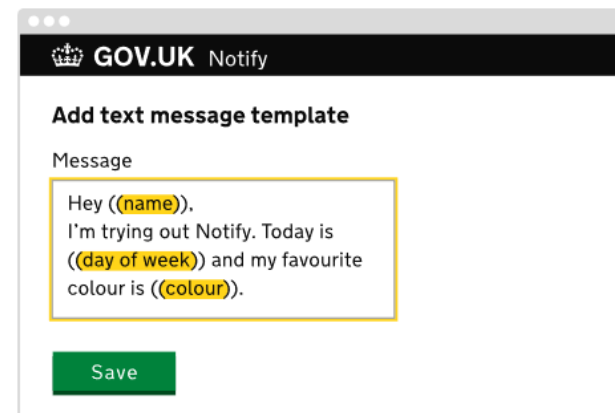 GOV.UK Notify
Add text message template
Message
Hey ((name)),
I'm trying out Notify. Today is
((day of week)) and my favourite
colour is ((colour)).
Save